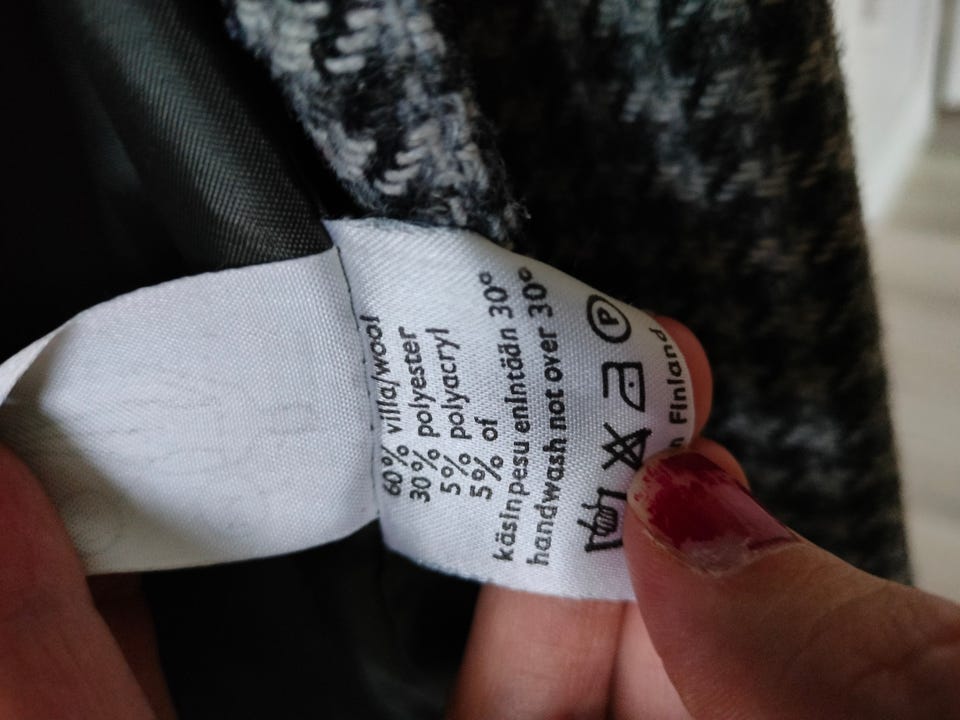 60% villa/wool
30% polyester
5% polyacryl
5% of
käsinpesu enintään 30°
handwash not over 30°
P
Finland